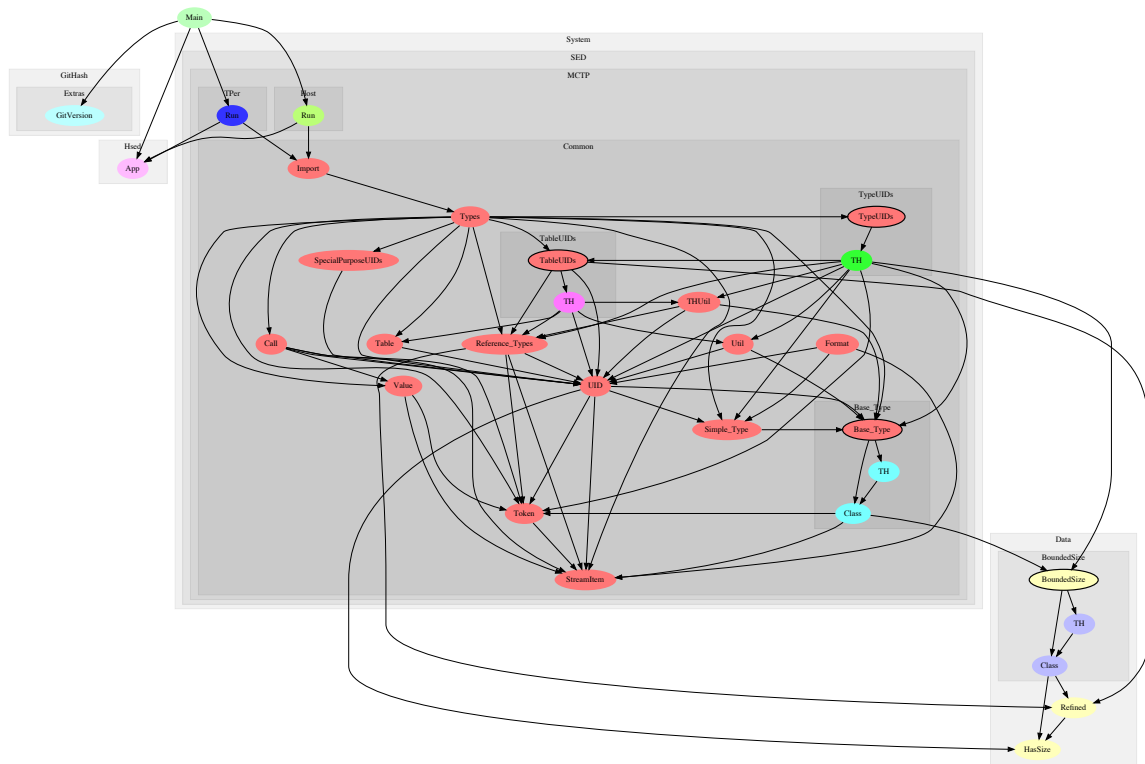 Main
System
SED
GitHash
MCTP
Extras
TPer
Host
GitVersion
Run
Run
Hsed
Common
App
Import
TypeUIDs
Types
TypeUIDs
TableUIDs
SpecialPurposeUIDs
TableUIDs
TH
TH
THUtil
Call
Table
Reference_Types
Util
Format
Value
UID
Base_Type
Simple_Type
Base_Type
TH
Token
Class
Data
BoundedSize
StreamItem
BoundedSize
TH
Class
Refined
HasSize